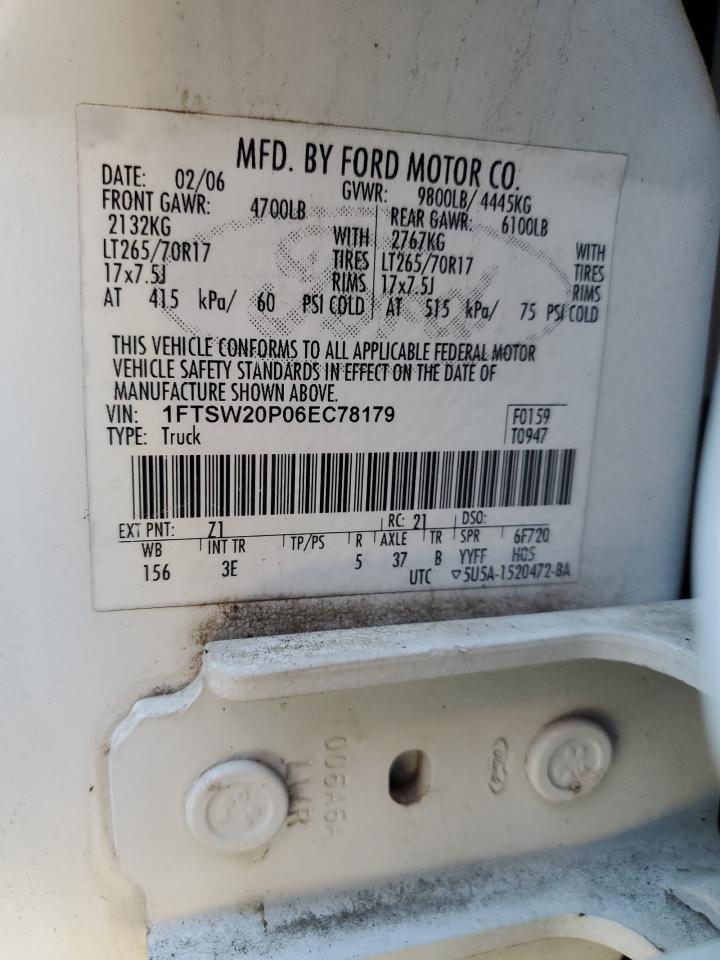 MFD. BY FORD MOTOR CO.
DATE: 02/06 GVWR: 9800LB/ 4445KG
FRONT GAWR: 4700LB REAR GAWR: 6100LB
2132KG WITH 2767KG WITH
LT265/70R17 TIRES LT265/70R17 TIRES
17x7.5J RIMS 17x7.5J RIMS
AT 415 kPa/ 60 PSI COLD AT 515 kPa/ 75 PSI COLD
THIS VEHICLE CONFORMS TO ALL APPLICABLE FEDERAL MOTOR
VEHICLE SAFETY STANDARDS IN EFFECT ON THE DATE OF
MANUFACTURE SHOWN ABOVE.
VIN: 1FTSW20P06EC78179 F0159
TYPE: Truck T0947
EXT PNT: Z1 RC: 21 DSO:
WB INT TR TP/PS R AXLE TR SPR 6F720
156 3E 5 37 B YYFF HQS
UTC ▽5U5A-1520472-BA